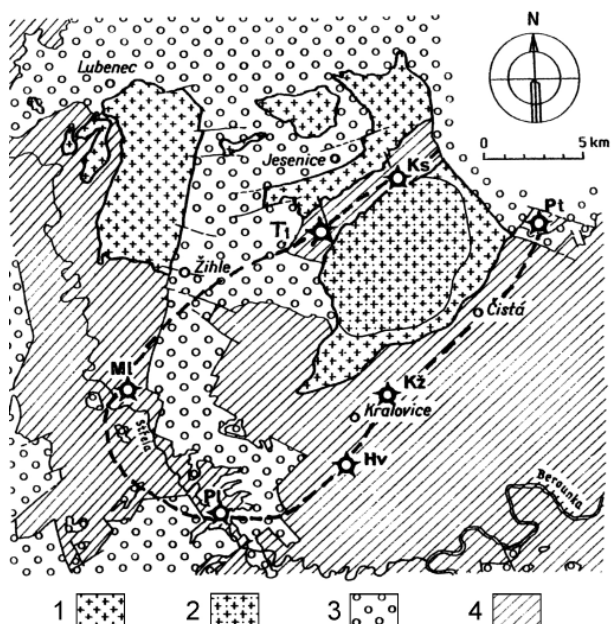 N
Lubenec
0 5 km
Jesenice
Ks
Pt
T1
Žihle
Čistá
Ml
Kž
Kralovice
Střela
Hv
Berounka
Pl
1 2 3 4